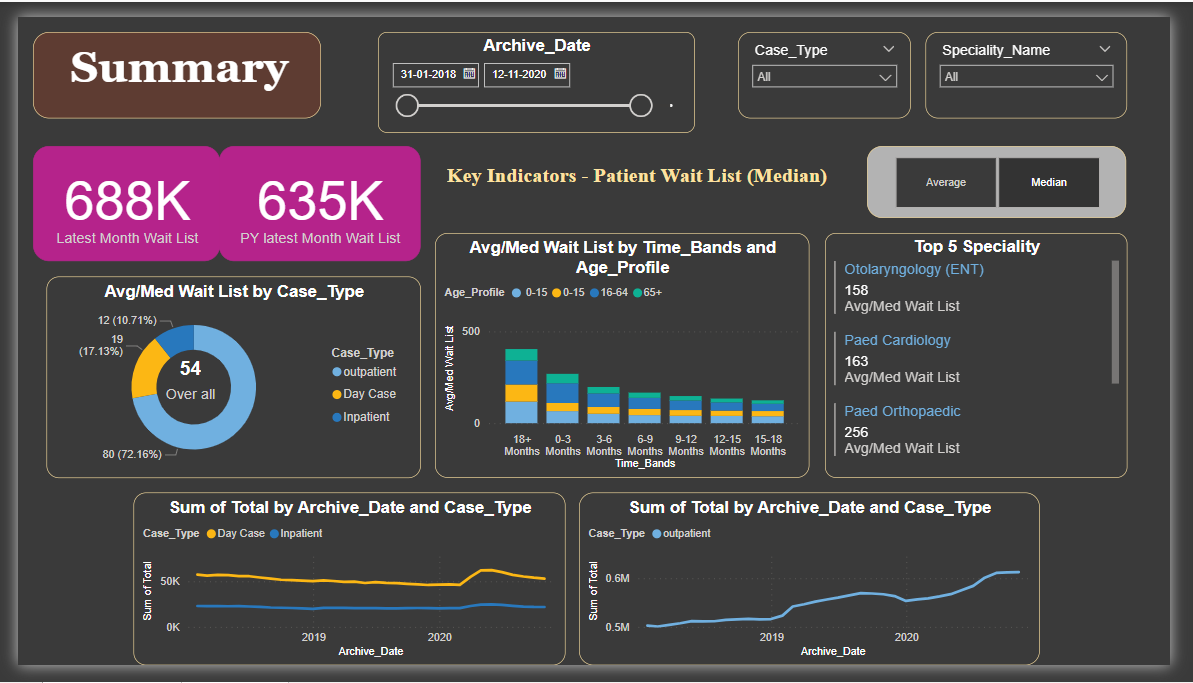 Summary
Archive_Date
31-01-2018
12-11-2020
Case_Type
All
Speciality_Name
All
688K
Latest Month Wait List
635K
PY latest Month Wait List
Key Indicators - Patient Wait List (Median)
Average
Median
Avg/Med Wait List by Case_Type
12 (10.71%)
19
(17.13%)
80 (72.16%)
54
Over all
Case_Type
outpatient
Day Case
Inpatient
Avg/Med Wait List by Time_Bands and
Age_Profile
Age_Profile 0-15 0-15 16-64 65+
Avg/Med Wait List
500
0
18+ 0-3 3-6 6-9 9-12 12-15 15-18
Months Months Months Months Months Months Months
Time_Bands
Top 5 Speciality
Otolaryngology (ENT)
158
Avg/Med Wait List
Paed Cardiology
163
Avg/Med Wait List
Paed Orthopaedic
256
Avg/Med Wait List
Sum of Total by Archive_Date and Case_Type
Case_Type Day Case Inpatient
Sum of Total
50K
0K
2019 2020
Archive_Date
Sum of Total by Archive_Date and Case_Type
Case_Type outpatient
Sum of Total
0.6M
0.5M
2019 2020
Archive_Date